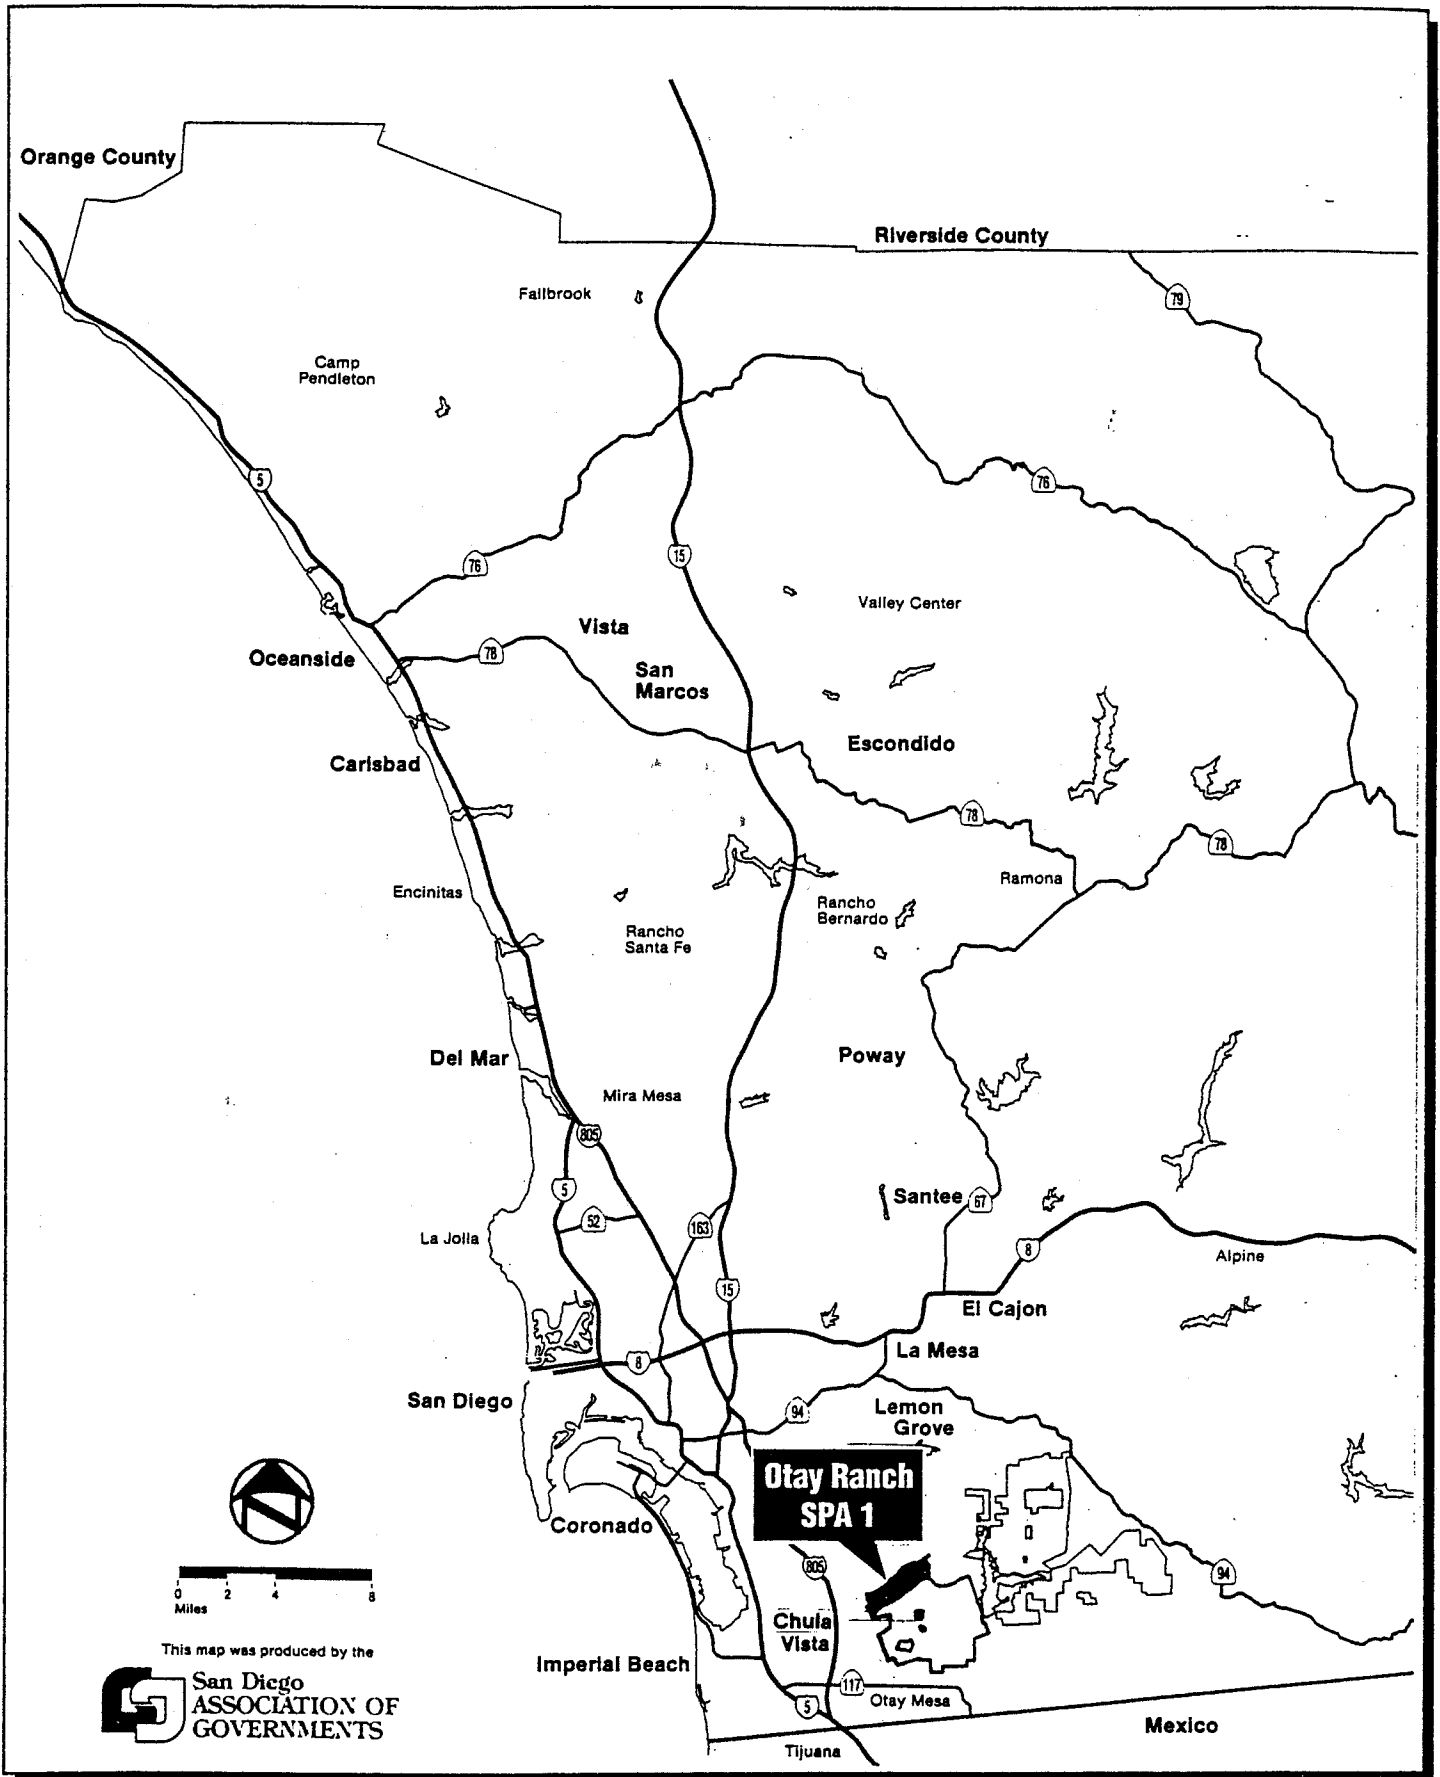 Orange County
Riverside County
79
Fallbrook
Camp
Pendleton
5
76
76
15
Valley Center
Vista
78
Oceanside
San
Marcos
Escondido
Carlsbad
78
78
Ramona
Encinitas
Rancho
Bernardo
Rancho
Santa Fe
Del Mar
Poway
Mira Mesa
805
5
Santee
67
52
163
La Jolla
8
Alpine
15
El Cajon
La Mesa
8
San Diego
94
Lemon
Grove
Otay Ranch
SPA 1
Coronado
805
94
0
2
4
8
Miles
Chula
Vista
This map was produced by the
Imperial Beach
San Diego
ASSOCIATION OF
GOVERNMENTS
117
Otay Mesa
5
Mexico
Tijuana